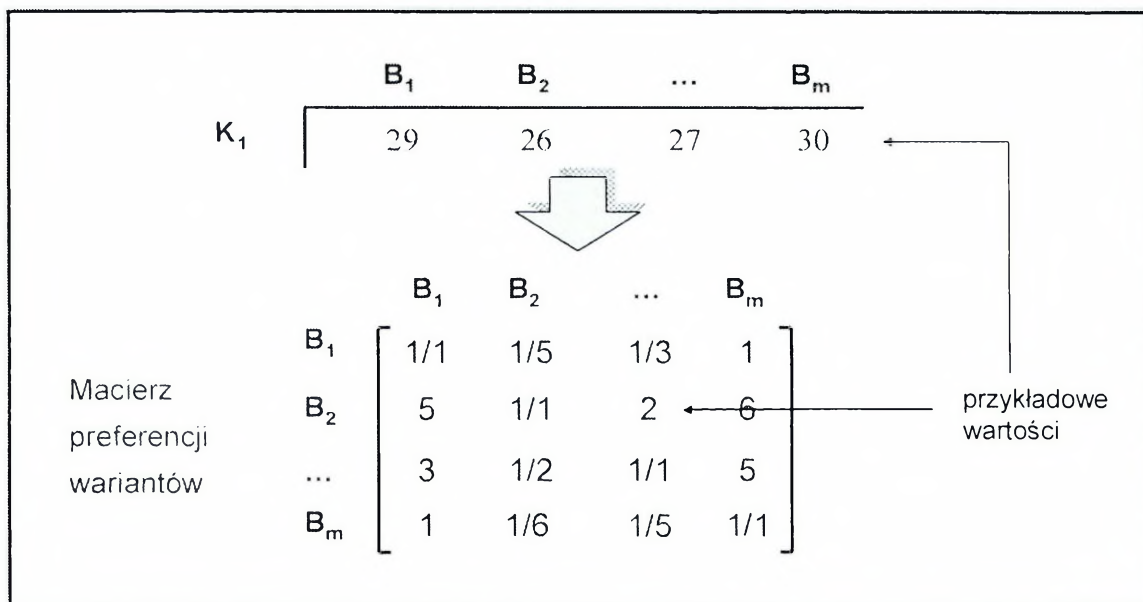 B1 B2 ... Bm
K1 29 26 27 30
B1 B2 ... Bm
B1 1/1 1/5 1/3 1
B2 5 1/1 2 6
... 3 1/2 1/1 5
Bm 1 1/6 1/5 1/1
Macierz
preferencji
wariantów
przykładowe
wartości